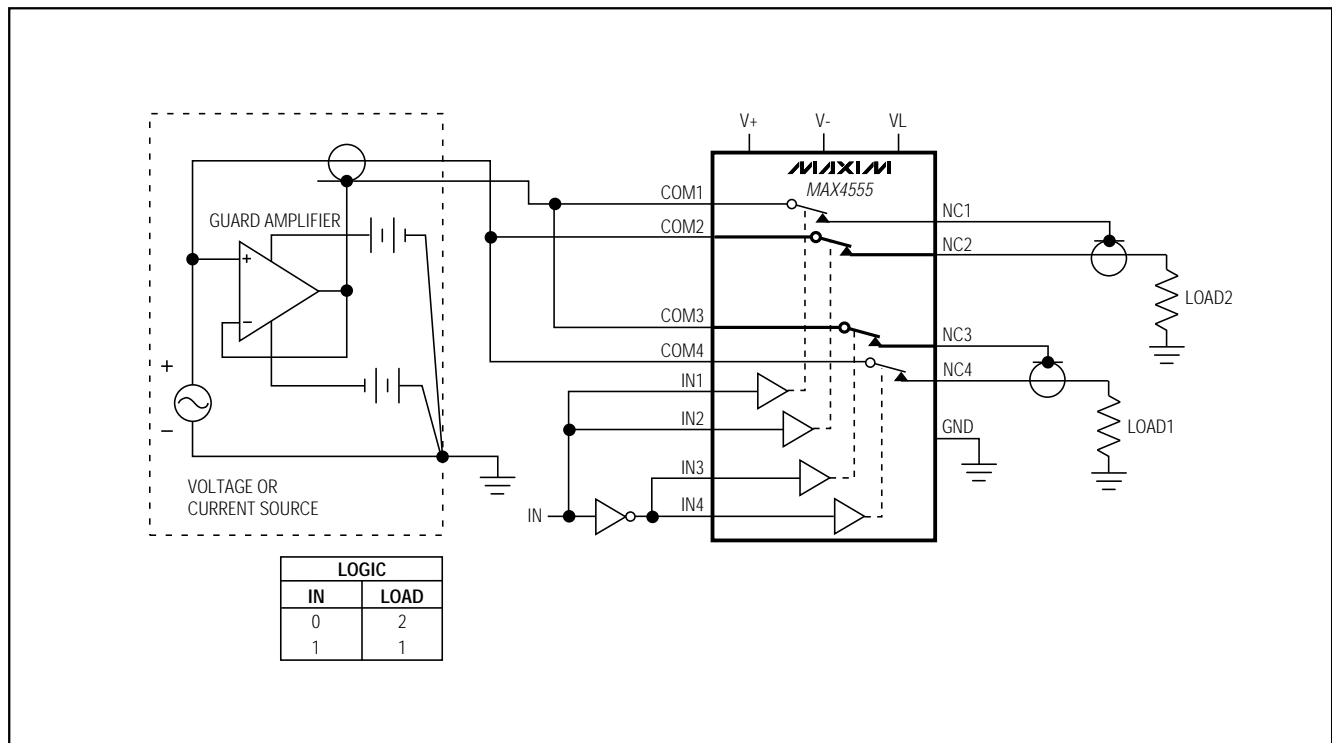 V+ V- VL
MAXIM
MAX4555
COM1
NC1
GUARD AMPLIFIER
COM2
NC2
+
−
LOAD2
COM3
NC3
COM4
NC4
+
−
IN1
IN2
GND
LOAD1
IN3
VOLTAGE OR
CURRENT SOURCE
IN
IN4
LOGIC
IN LOAD
0 2
1 1